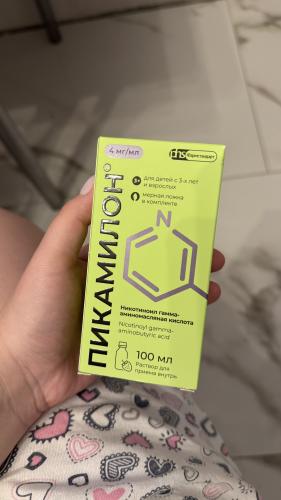 4 мг/мл
phs фармстандарт
3+ для детей с 3-х лет
и взрослых
мерная ложка
в комплекте
ПИКАМИЛОН®
N
Никотиноил гамма-
аминомасляная кислота
Nicotinoyl gamma-
aminobutyric acid
100 мл
Раствор для
приема внутрь